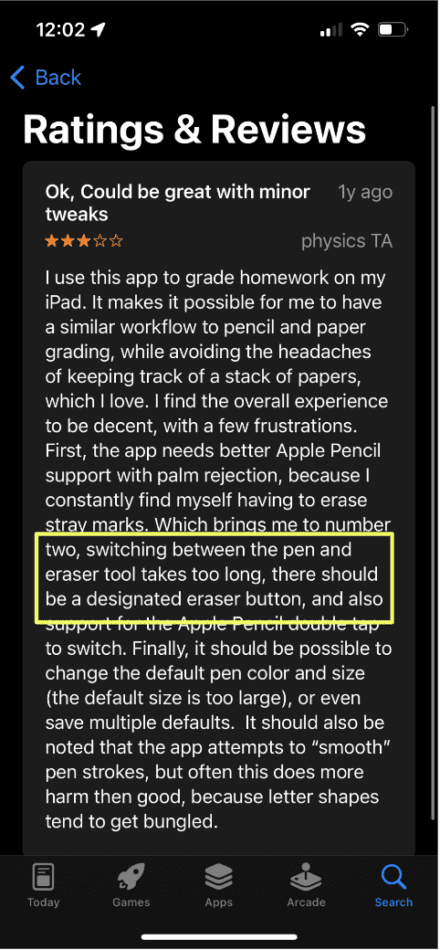 12:02
Back
Ratings & Reviews
Ok, Could be great with minor 1y ago
tweaks
physics TA
I use this app to grade homework on my
iPad. It makes it possible for me to have
a similar workflow to pencil and paper
grading, while avoiding the headaches
of keeping track of a stack of papers,
which I love. I find the overall experience
to be decent, with a few frustrations.
First, the app needs better Apple Pencil
support with palm rejection, because I
constantly find myself having to erase
stray marks. Which brings me to number
two, switching between the pen and
eraser tool takes too long, there should
be a designated eraser button, and also
support for the Apple Pencil double tap
to switch. Finally, it should be possible to
change the default pen color and size
(the default size is too large), or even
save multiple defaults.  It should also be
noted that the app attempts to “smooth”
pen strokes, but often this does more
harm then good, because letter shapes
tend to get bungled.
Today Games Apps Arcade Search